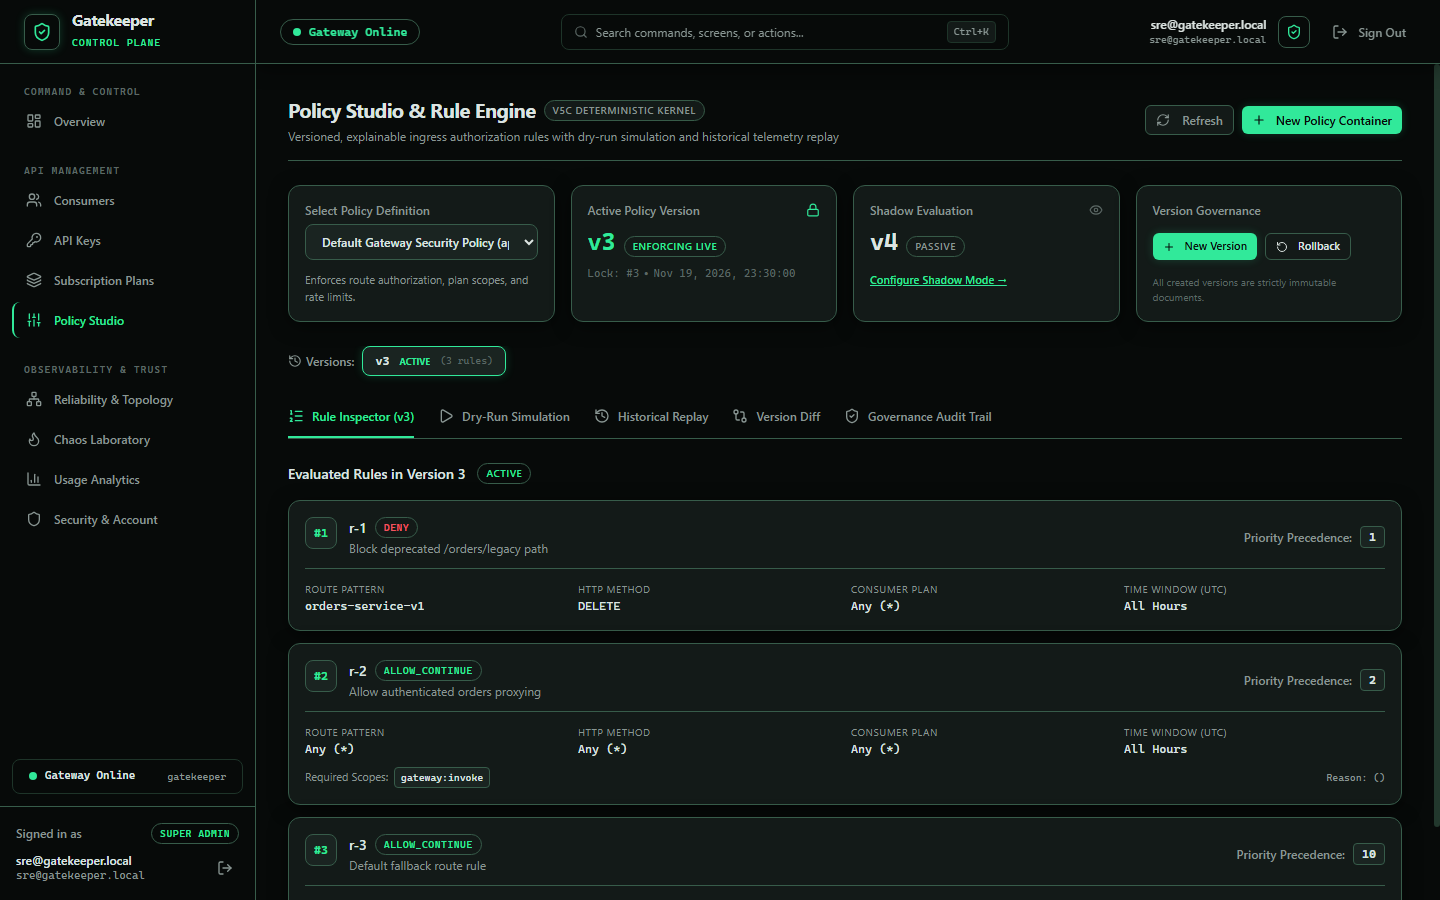 Gatekeeper
CONTROL PLANE
Gateway Online
Search commands, screens, or actions...
Ctrl+K
sre@gatekeeper.local
sre@gatekeeper.local
Sign Out
COMMAND & CONTROL
Overview
API MANAGEMENT
Consumers
API Keys
Subscription Plans
Policy Studio
OBSERVABILITY & TRUST
Reliability & Topology
Chaos Laboratory
Usage Analytics
Security & Account
Gateway Online
gatekeeper
Signed in as
SUPER ADMIN
sre@gatekeeper.local
sre@gatekeeper.local
Policy Studio & Rule Engine
V5C DETERMINISTIC KERNEL
Versioned, explainable ingress authorization rules with dry-run simulation and historical telemetry replay
Refresh
New Policy Container
Select Policy Definition
Default Gateway Security Policy (ap
Enforces route authorization, plan scopes, and
rate limits.
Active Policy Version
v3
ENFORCING LIVE
Lock: #3 • Nov 19, 2026, 23:30:00
Shadow Evaluation
v4
PASSIVE
Configure Shadow Mode →
Version Governance
New Version
Rollback
All created versions are strictly immutable
documents.
Versions:
v3 ACTIVE (3 rules)
Rule Inspector (v3)
Dry-Run Simulation
Historical Replay
Version Diff
Governance Audit Trail
Evaluated Rules in Version 3
ACTIVE
#1
r-1
DENY
Block deprecated /orders/legacy path
Priority Precedence: 1
ROUTE PATTERN
orders-service-v1
HTTP METHOD
DELETE
CONSUMER PLAN
Any (*)
TIME WINDOW (UTC)
All Hours
#2
r-2
ALLOW_CONTINUE
Allow authenticated orders proxying
Priority Precedence: 2
ROUTE PATTERN
Any (*)
HTTP METHOD
Any (*)
CONSUMER PLAN
Any (*)
TIME WINDOW (UTC)
All Hours
Required Scopes: gateway:invoke
Reason: ()
#3
r-3
ALLOW_CONTINUE
Default fallback route rule
Priority Precedence: 10